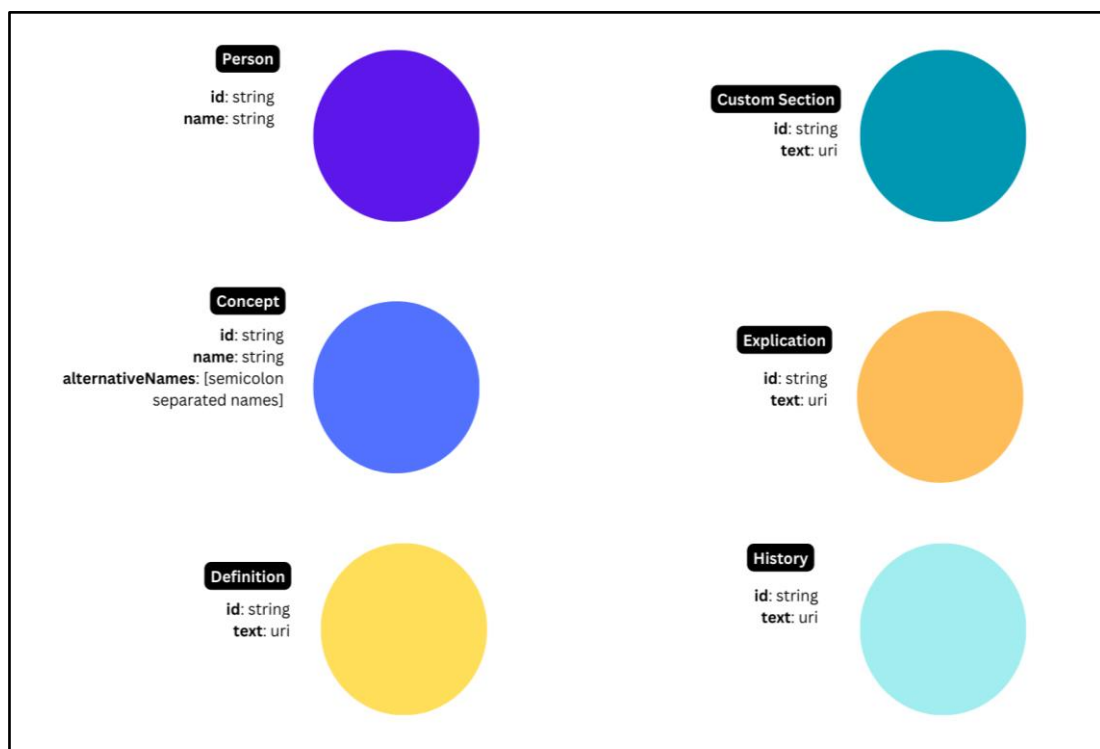 Person
id: string
name: string
Custom Section
id: string
text: uri
Concept
id: string
name: string
alternativeNames: [semicolon
separated names]
Explication
id: string
text: uri
Definition
id: string
text: uri
History
id: string
text: uri